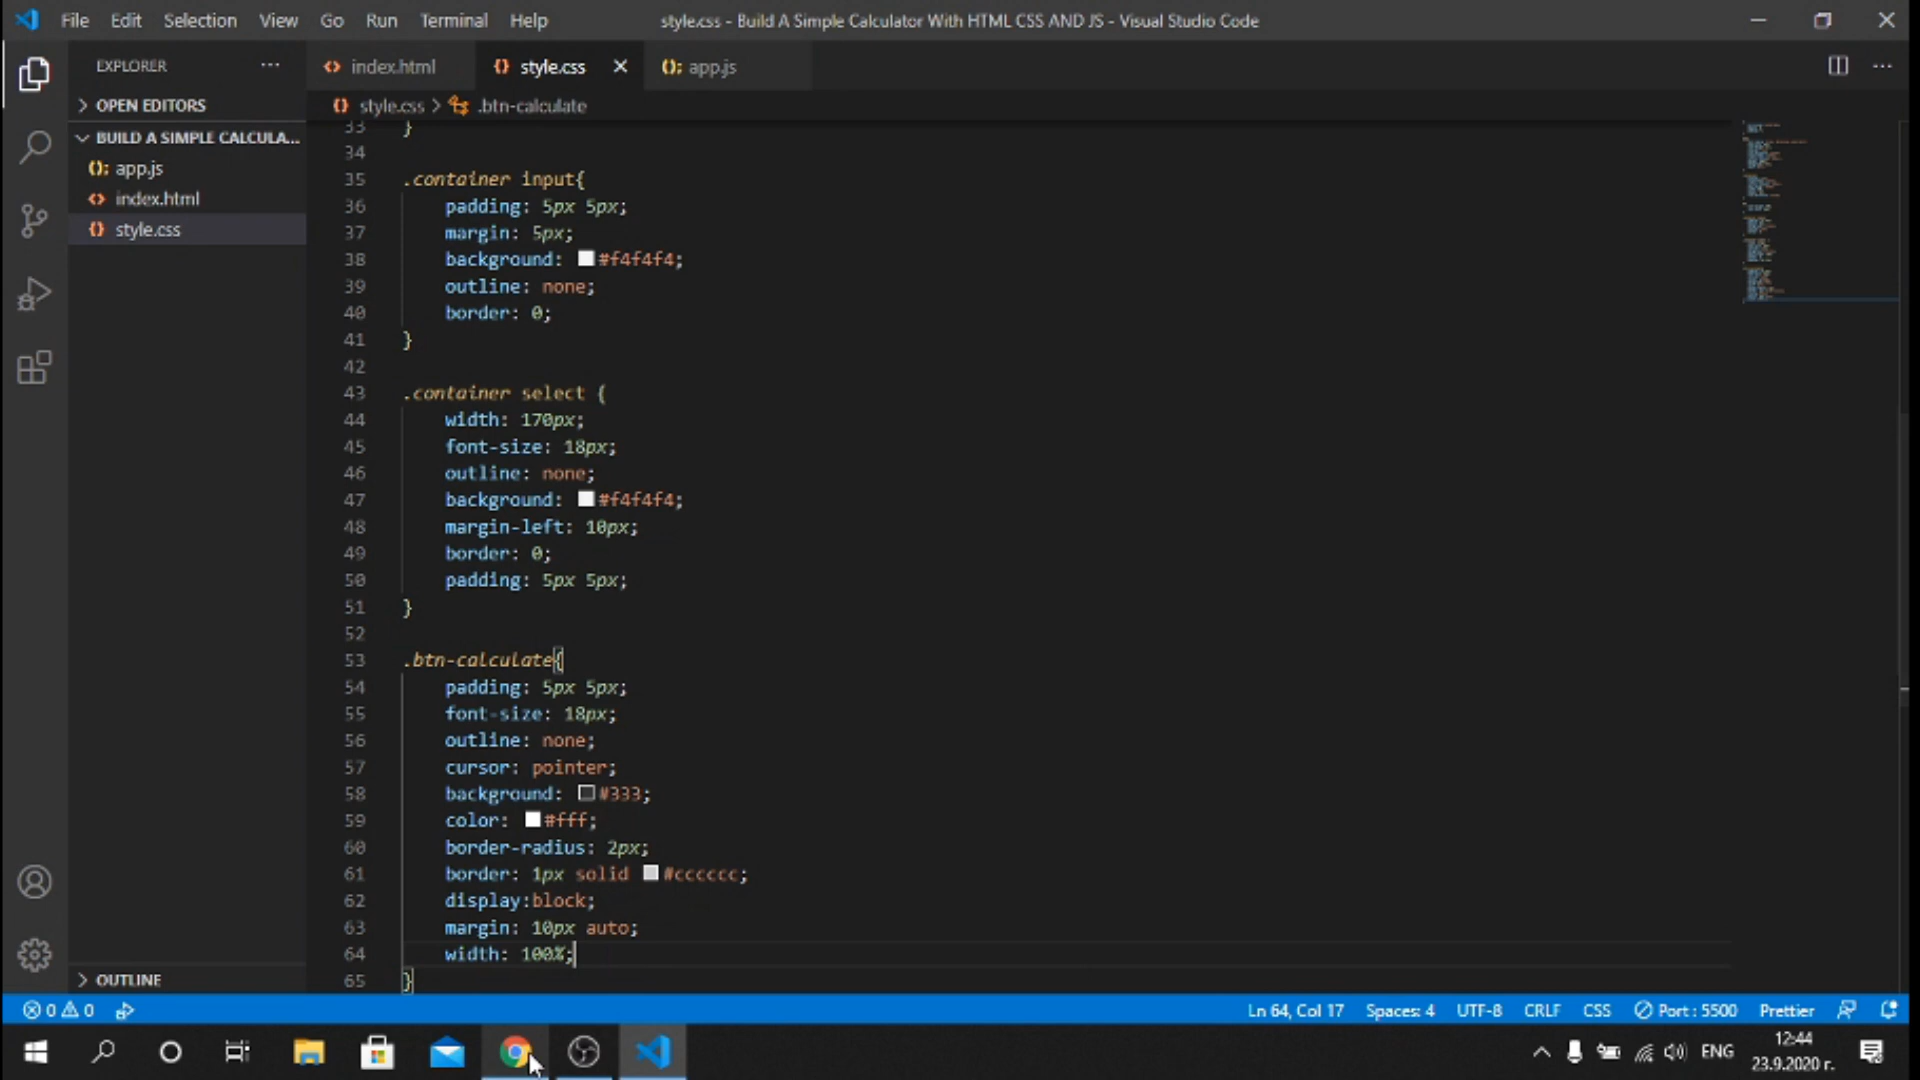 File Edit Selection View Go Run Terminal Help
style.css - Build A Simple Calculator With HTML CSS AND JS - Visual Studio Code
EXPLORER
OPEN EDITORS
BUILD A SIMPLE CALCULA...
app.js
index.html
style.css
OUTLINE
index.html
style.css
app.js
style.css > .btn-calculate
33 }
34
35 .container input{
36 padding: 5px 5px;
37 margin: 5px;
38 background: #f4f4f4;
39 outline: none;
40 border: 0;
41 }
42
43 .container select {
44 width: 170px;
45 font-size: 18px;
46 outline: none;
47 background: #f4f4f4;
48 margin-left: 10px;
49 border: 0;
50 padding: 5px 5px;
51 }
52
53 .btn-calculate{
54 padding: 5px 5px;
55 font-size: 18px;
56 outline: none;
57 cursor: pointer;
58 background: #333;
59 color: #fff;
60 border-radius: 2px;
61 border: 1px solid #cccccc;
62 display:block;
63 margin: 10px auto;
64 width: 100%;
65 }
0 0
Ln 64, Col 17 Spaces: 4 UTF-8 CRLF CSS Port : 5500 Prettier
ENG
12:44
23.9.2020 г.